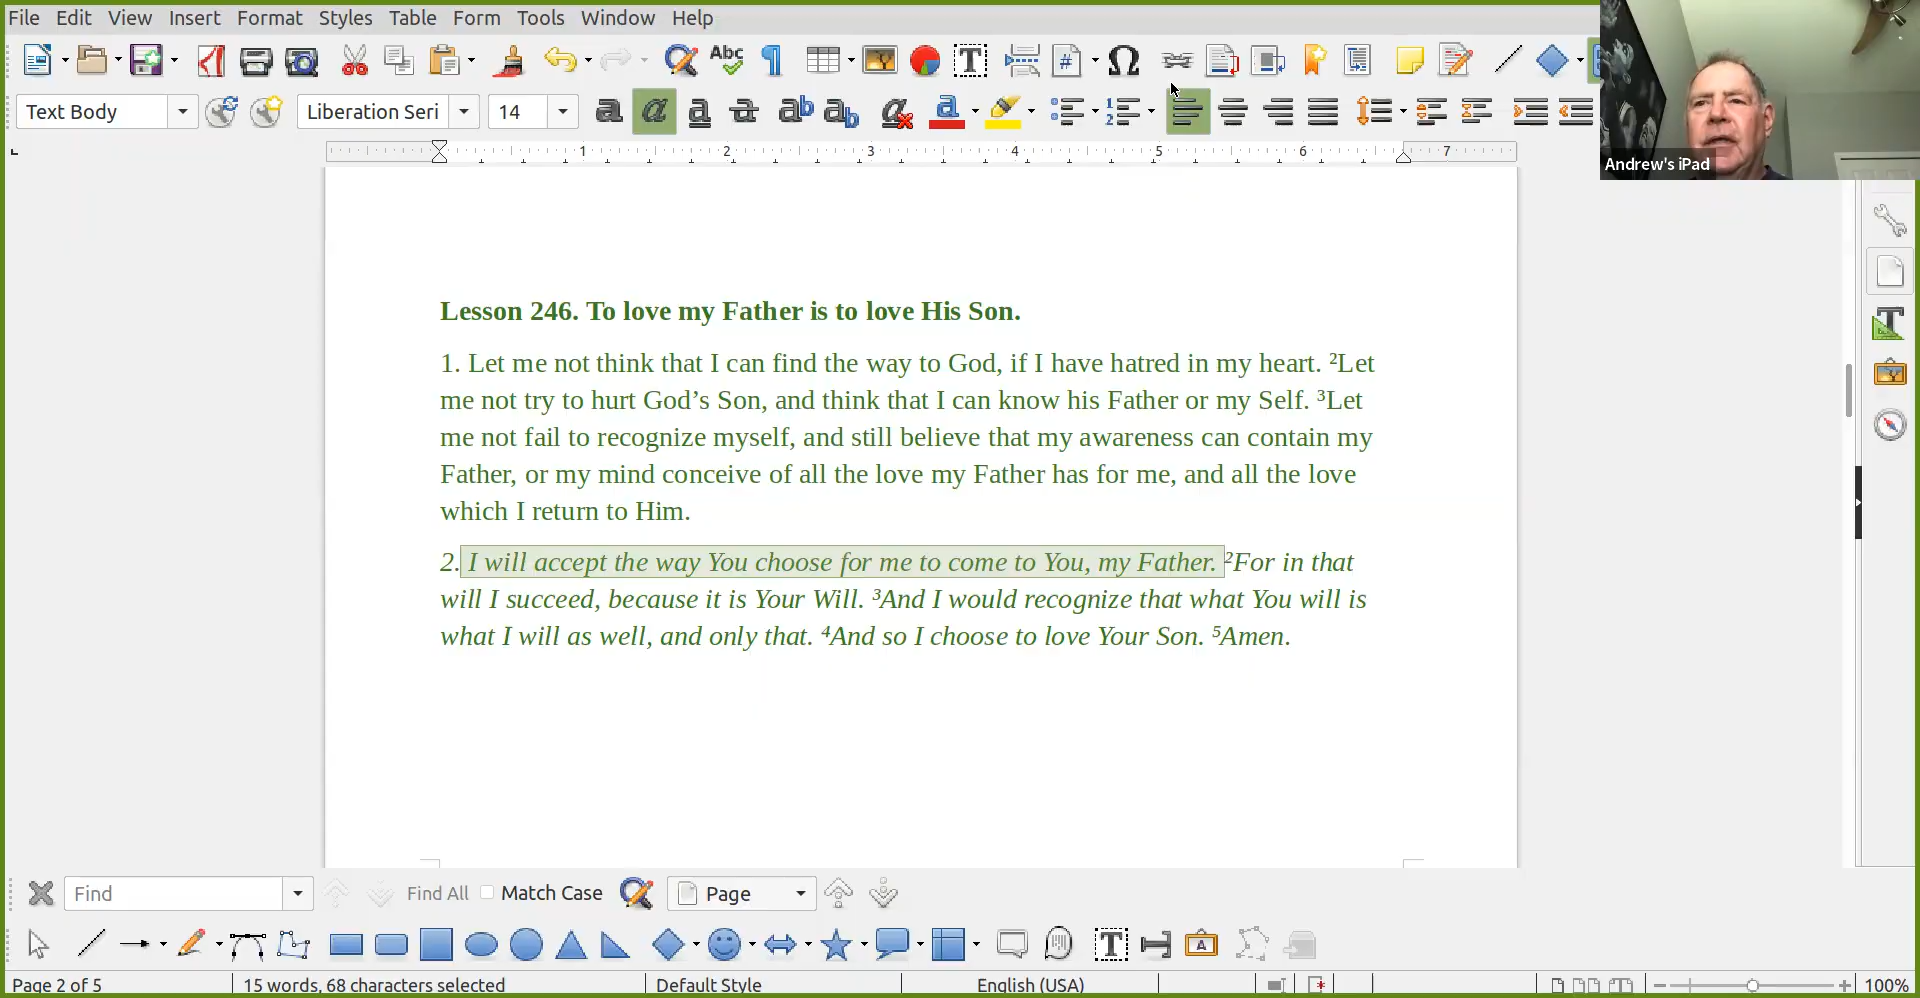 File Edit View Insert Format Styles Table Form Tools Window Help
Abc
Text Body Liberation Seri 14
1 2 3 4 5 6 7
Andrew's iPad
Lesson 246. To love my Father is to love His Son.
1. Let me not think that I can find the way to God, if I have hatred in my heart. ²Let
me not try to hurt God’s Son, and think that I can know his Father or my Self. ³Let
me not fail to recognize myself, and still believe that my awareness can contain my
Father, or my mind conceive of all the love my Father has for me, and all the love
which I return to Him.
2. I will accept the way You choose for me to come to You, my Father. ²For in that
will I succeed, because it is Your Will. ³And I would recognize that what You will is
what I will as well, and only that. ⁴And so I choose to love Your Son. ⁵Amen.
Find Find All Match Case Page
Page 2 of 5 15 words, 68 characters selected Default Style English (USA) 100%